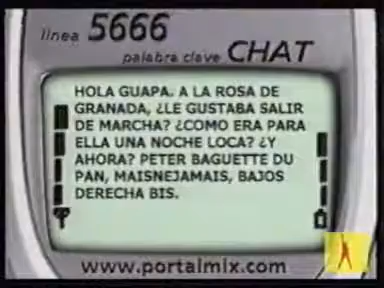 línea 5666
palabra clave CHAT
HOLA GUAPA. A LA ROSA DE
GRANADA, ¿LE GUSTABA SALIR
DE MARCHA? ¿COMO ERA PARA
ELLA UNA NOCHE LOCA? ¿Y
AHORA? PETER BAGUETTE DU
PAN, MAISNEJAMAIS, BAJOS
DERECHA BIS.
www.portalmix.com